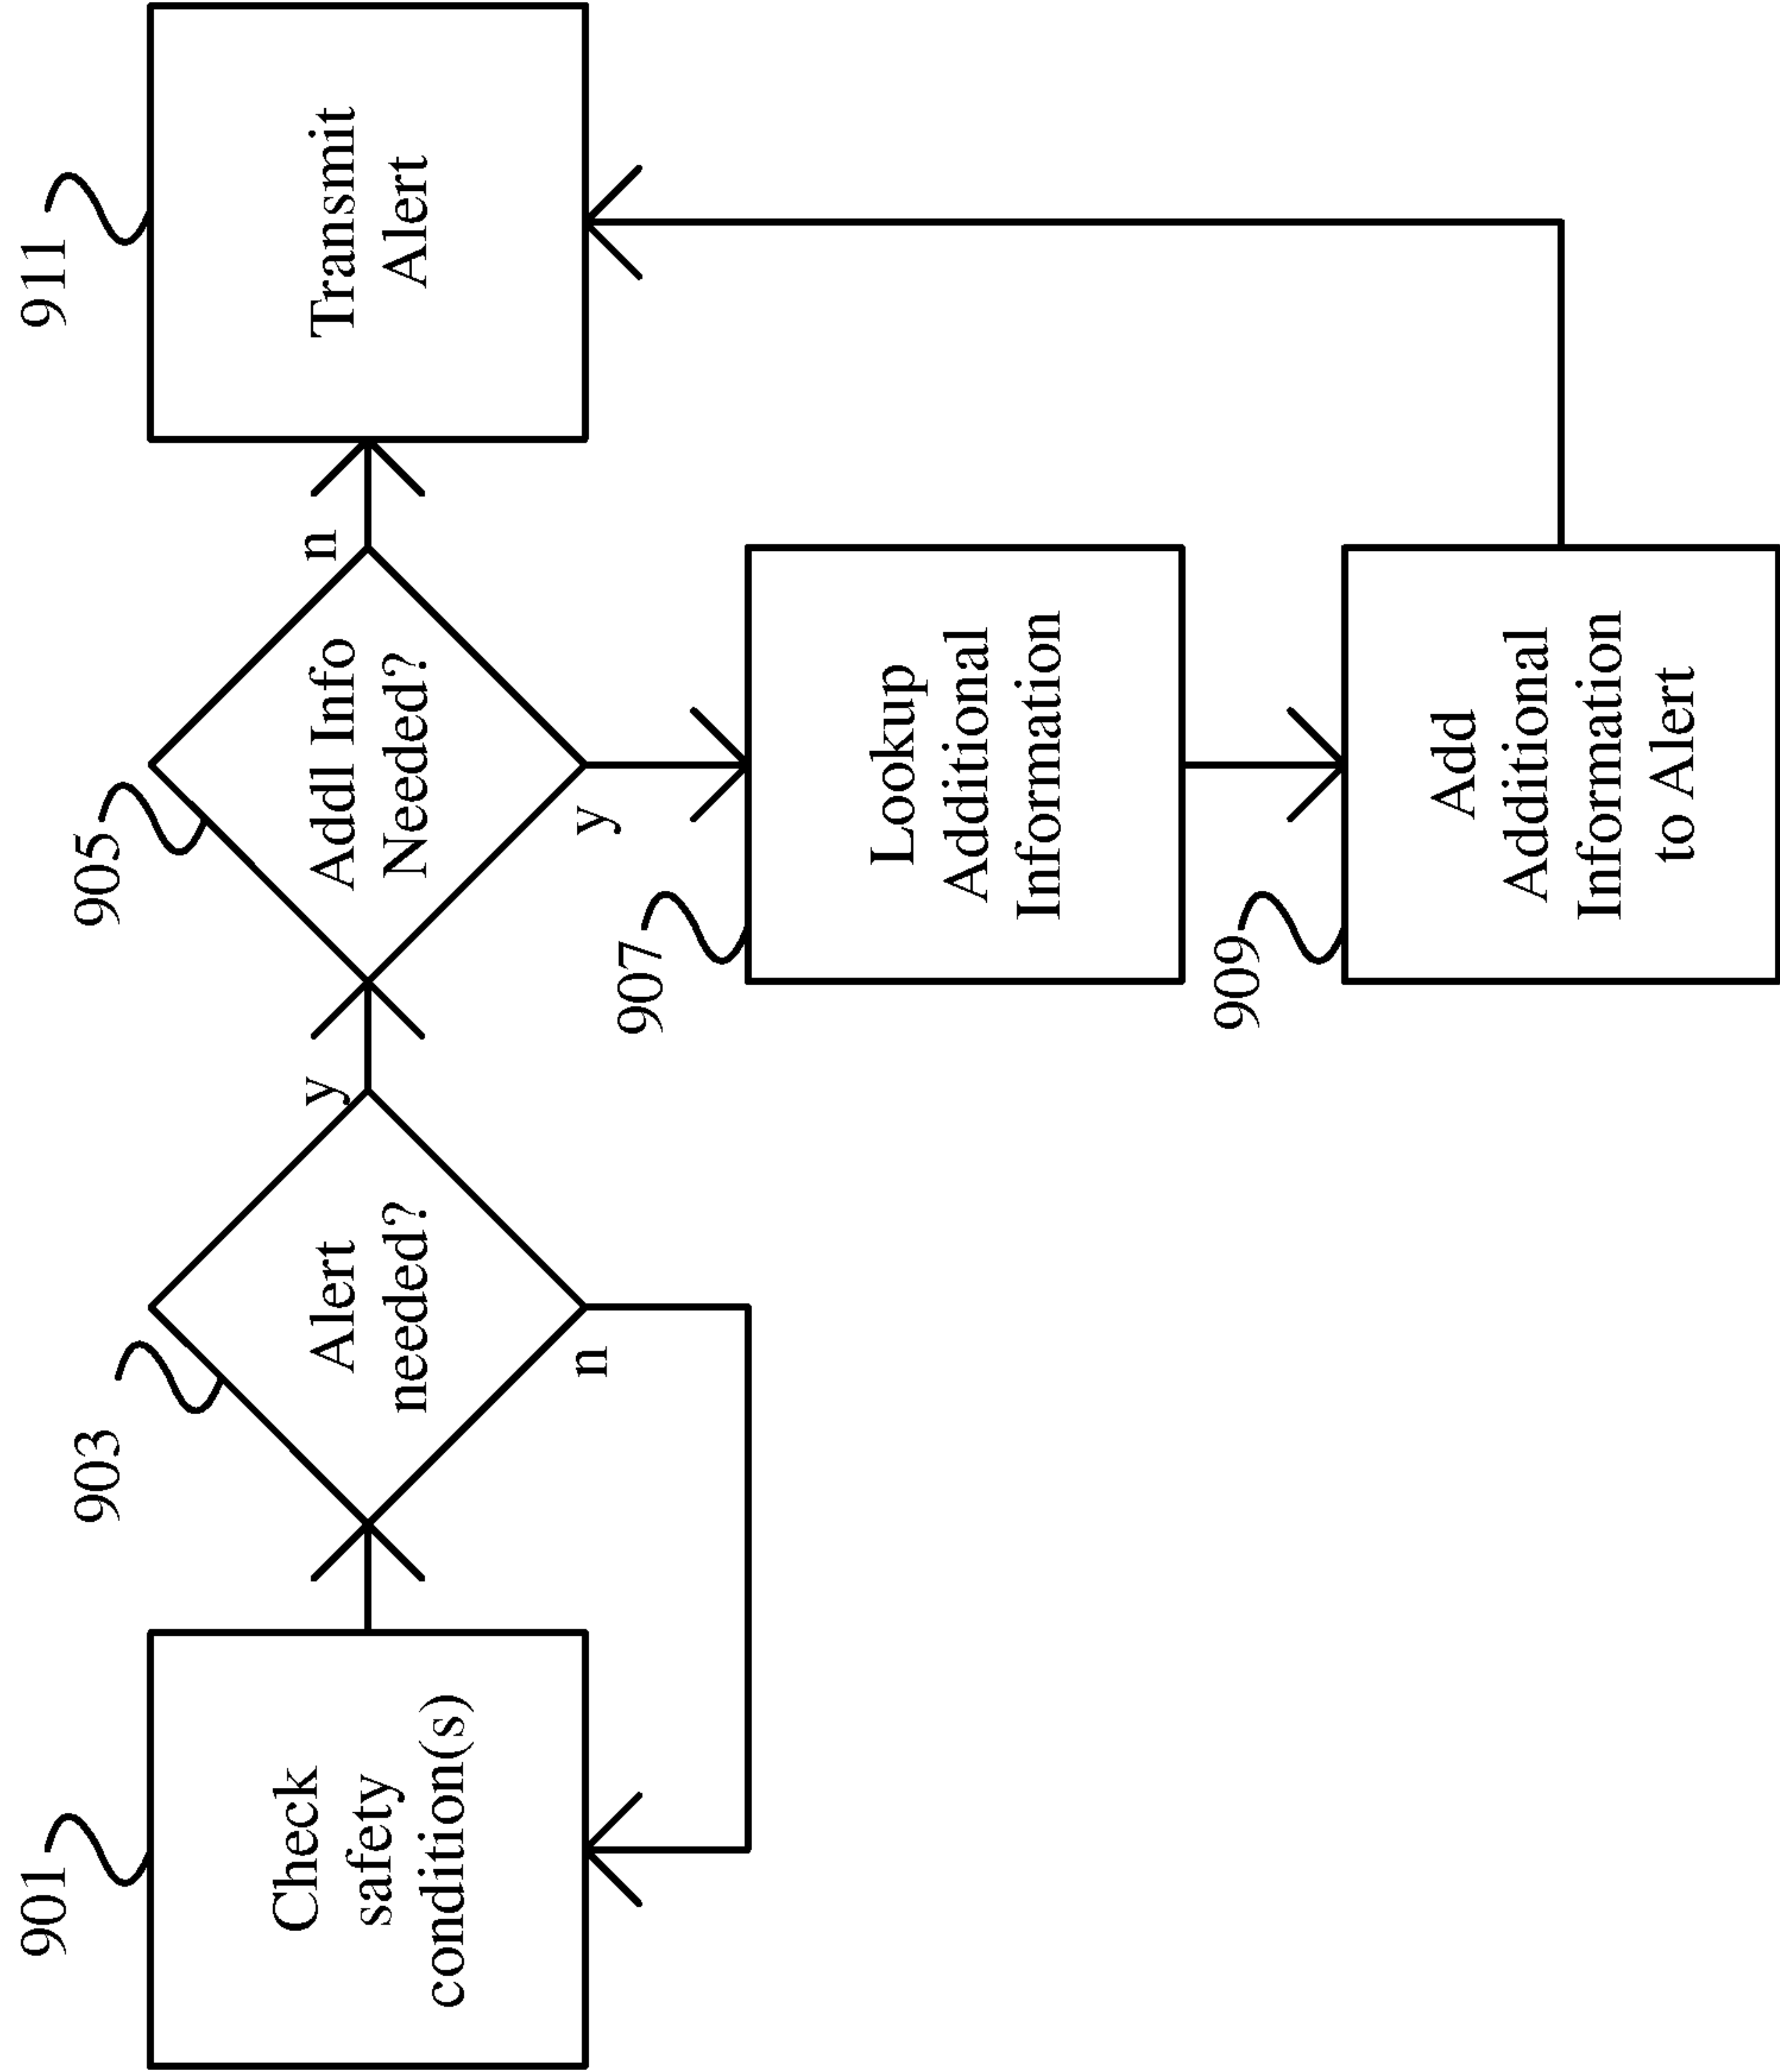 901
Check
safety
condition(s)
903
Alert
needed?
y
n
905
Addl Info
Needed?
n
y
911
Transmit
Alert
907
Lookup
Additional
Information
909
Add
Additional
Information
to Alert